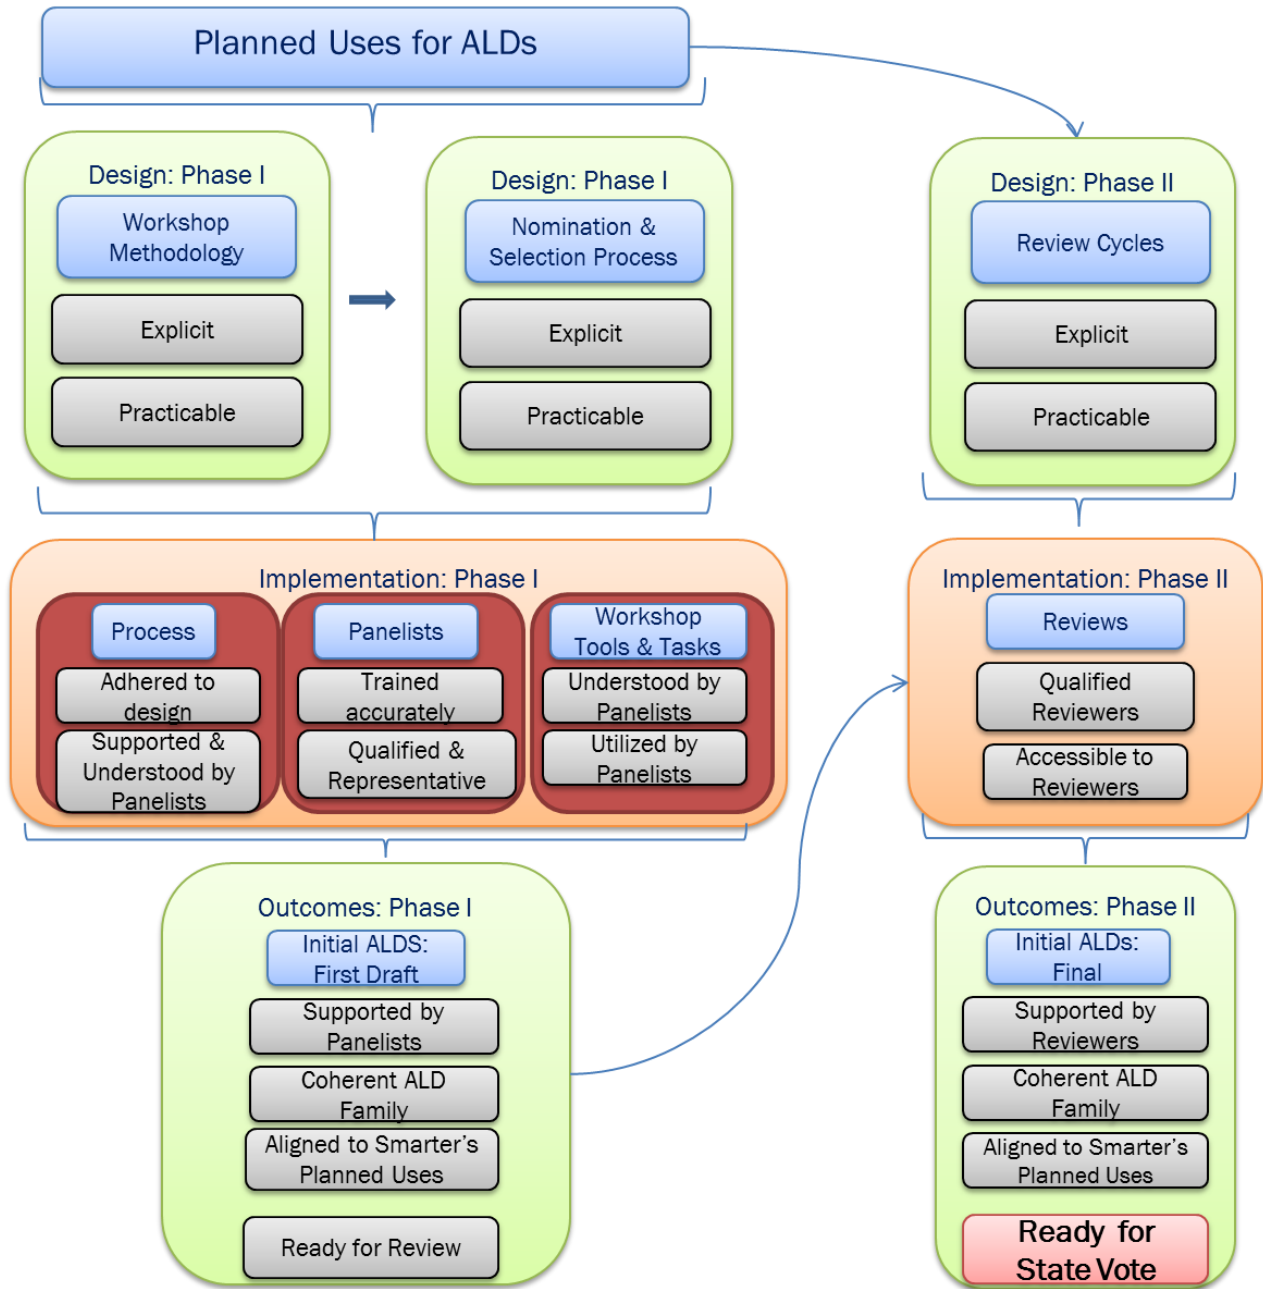 Planned Uses for ALDs
Design: Phase I
Workshop
Methodology
Explicit
Practicable
Design: Phase I
Nomination &
Selection Process
Explicit
Practicable
Design: Phase II
Review Cycles
Explicit
Practicable
Implementation: Phase I
Process
Adhered to
design
Supported &
Understood by
Panelists
Panelists
Trained
accurately
Qualified &
Representative
Workshop
Tools & Tasks
Understood by
Panelists
Utilized by
Panelists
Implementation: Phase II
Reviews
Qualified
Reviewers
Accessible to
Reviewers
Outcomes: Phase I
Initial ALDS:
First Draft
Supported by
Panelists
Coherent ALD
Family
Aligned to Smarter’s
Planned Uses
Ready for Review
Outcomes: Phase II
Initial ALDs:
Final
Supported by
Reviewers
Coherent ALD
Family
Aligned to Smarter’s
Planned Uses
Ready for
State Vote